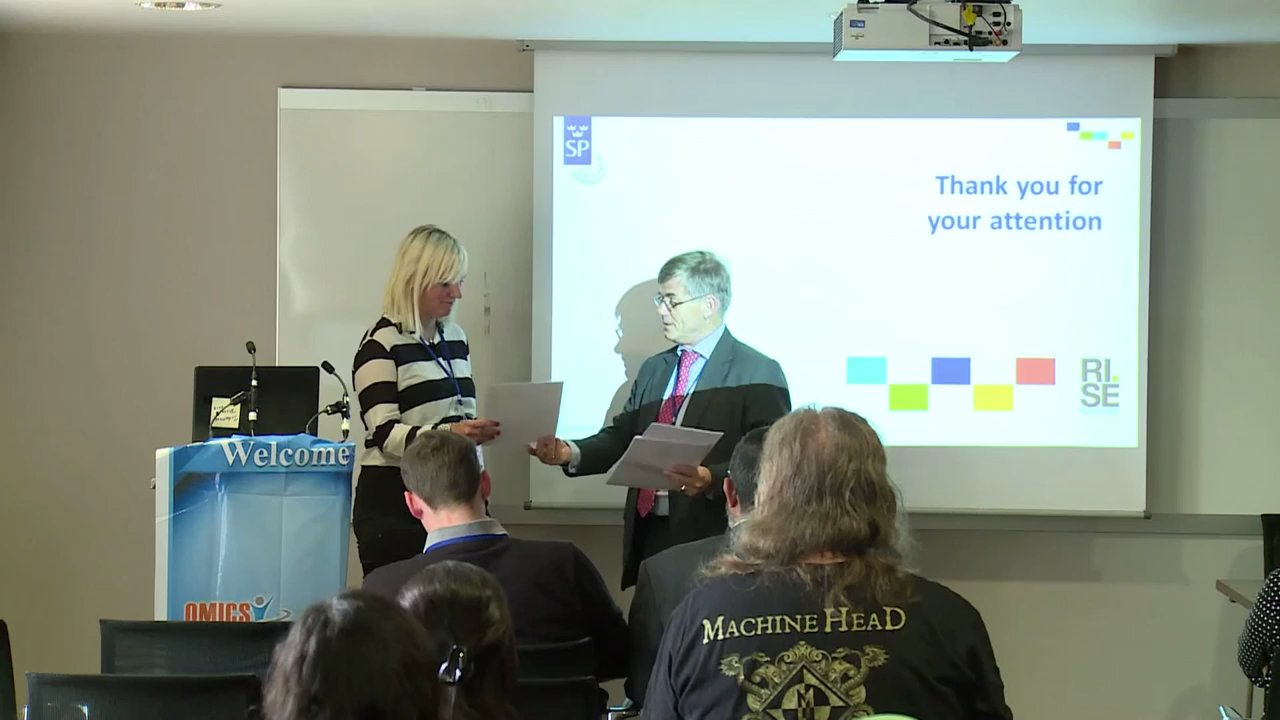 SP
Thank you for
your attention
RI.
SE
Welcome
OMICS
MACHINE HEAD